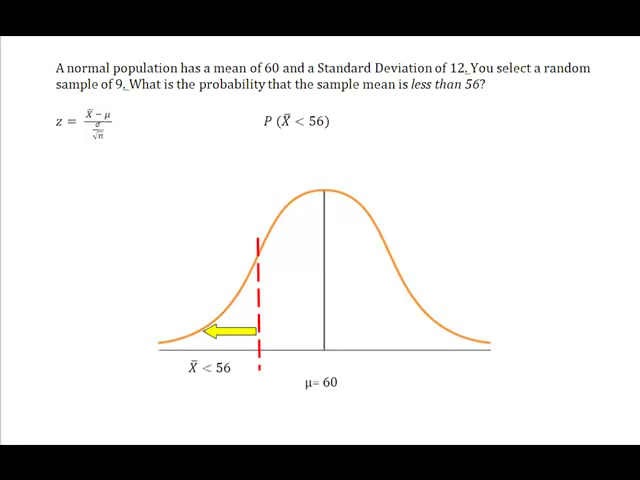 A normal population has a mean of 60 and a Standard Deviation of 12. You select a random
sample of 9. What is the probability that the sample mean is less than 56?
z = (X̄ − μ) / (σ / √n)
P (X̄ < 56)
X̄ < 56
μ= 60